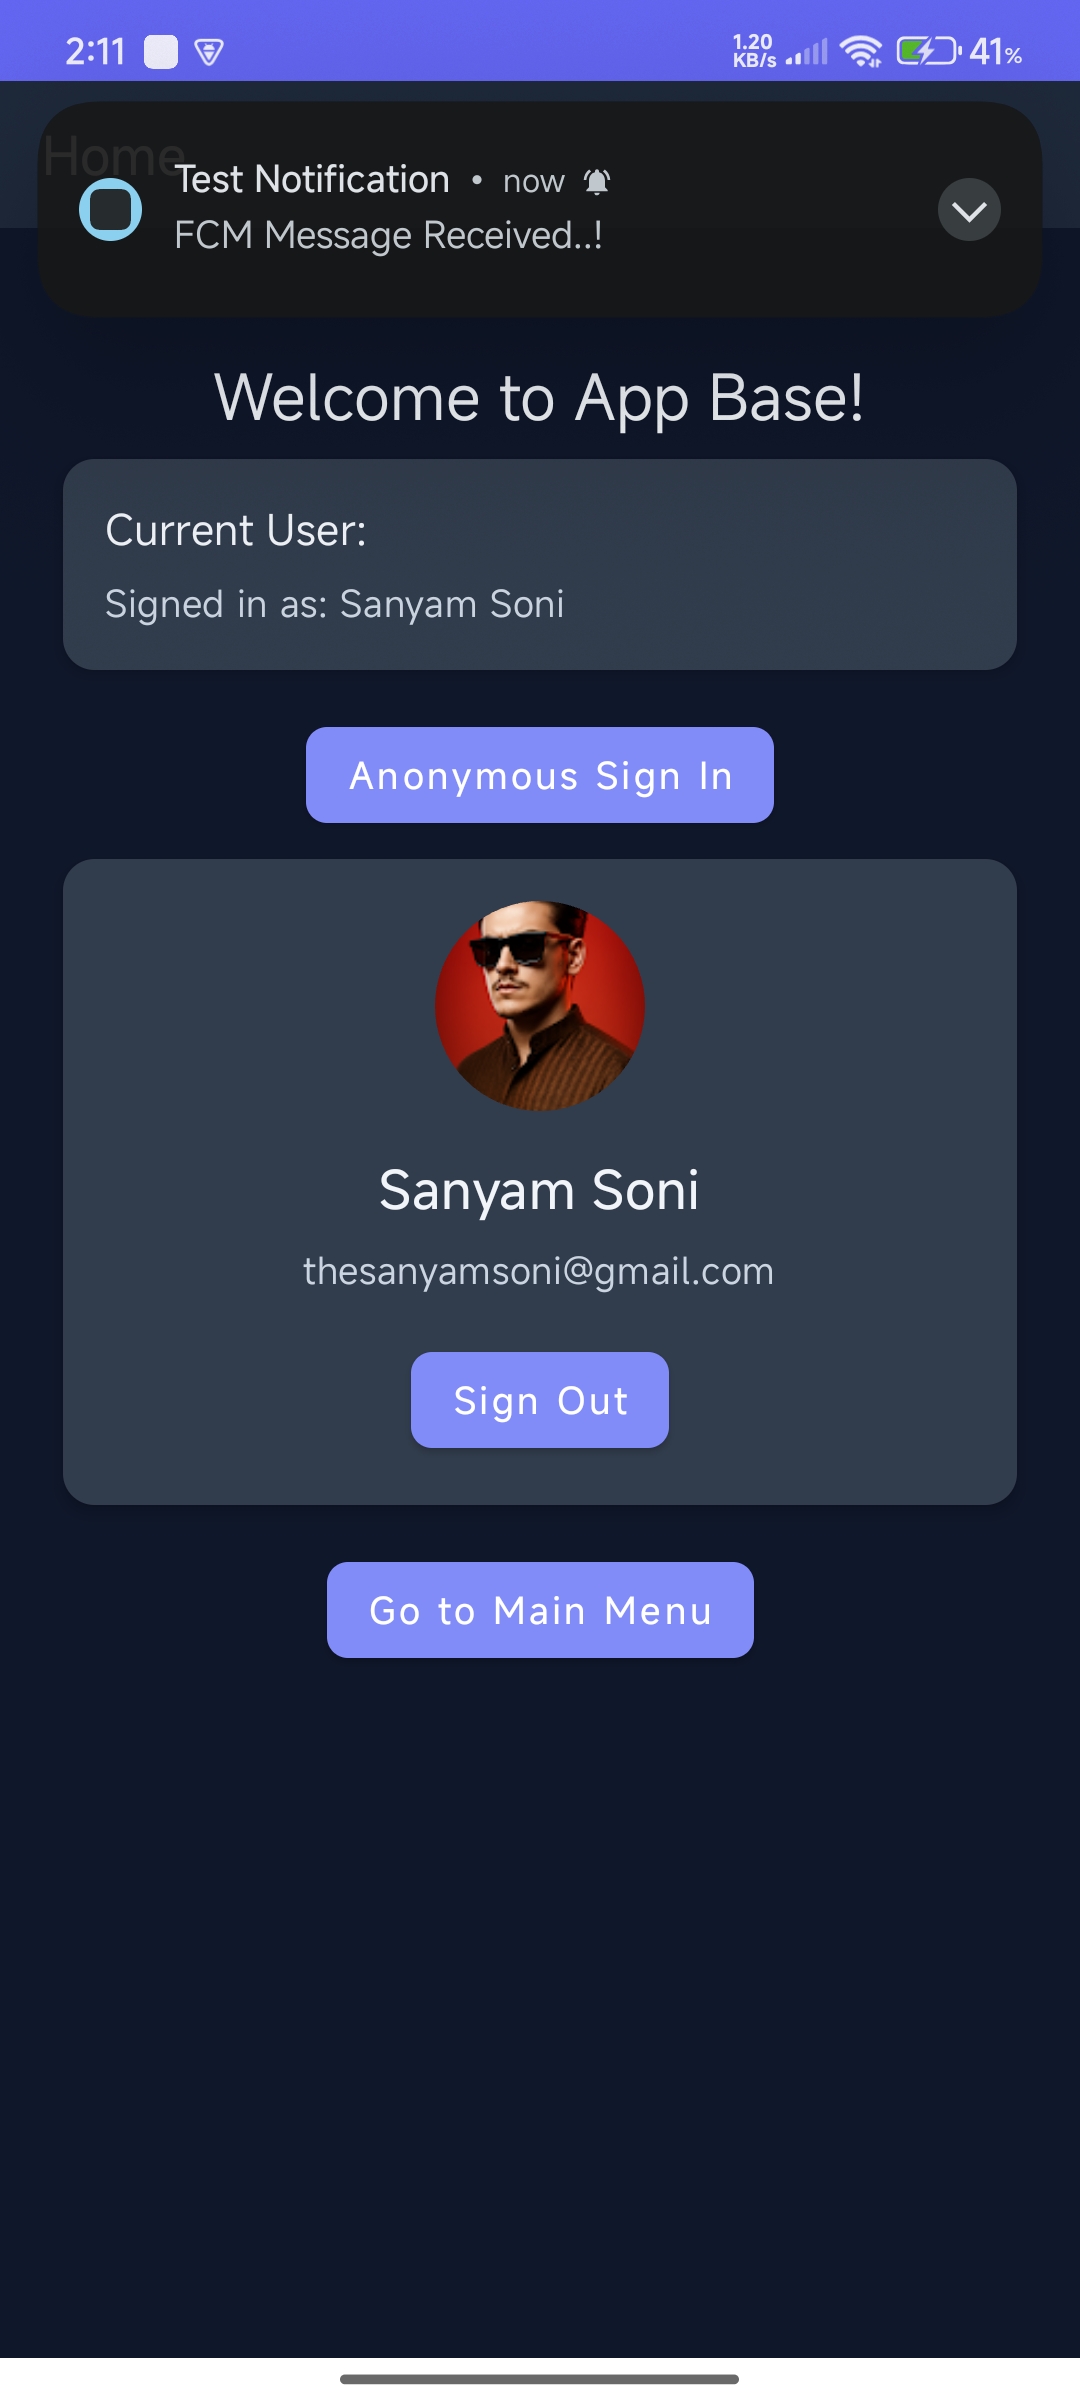 2:11
1.20
KB/s
41%
Home
Test Notification • now
FCM Message Received..!
Welcome to App Base!
Current User:
Signed in as: Sanyam Soni
Anonymous Sign In
Sanyam Soni
thesanyamsoni@gmail.com
Sign Out
Go to Main Menu